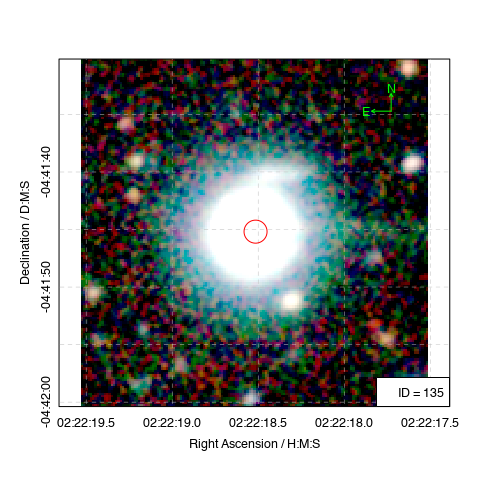 N
E
-04:41:40
-04:41:50
-04:42:00
Declination / D:M:S
ID = 135
02:22:19.5 02:22:19.0 02:22:18.5 02:22:18.0 02:22:17.5
Right Ascension / H:M:S